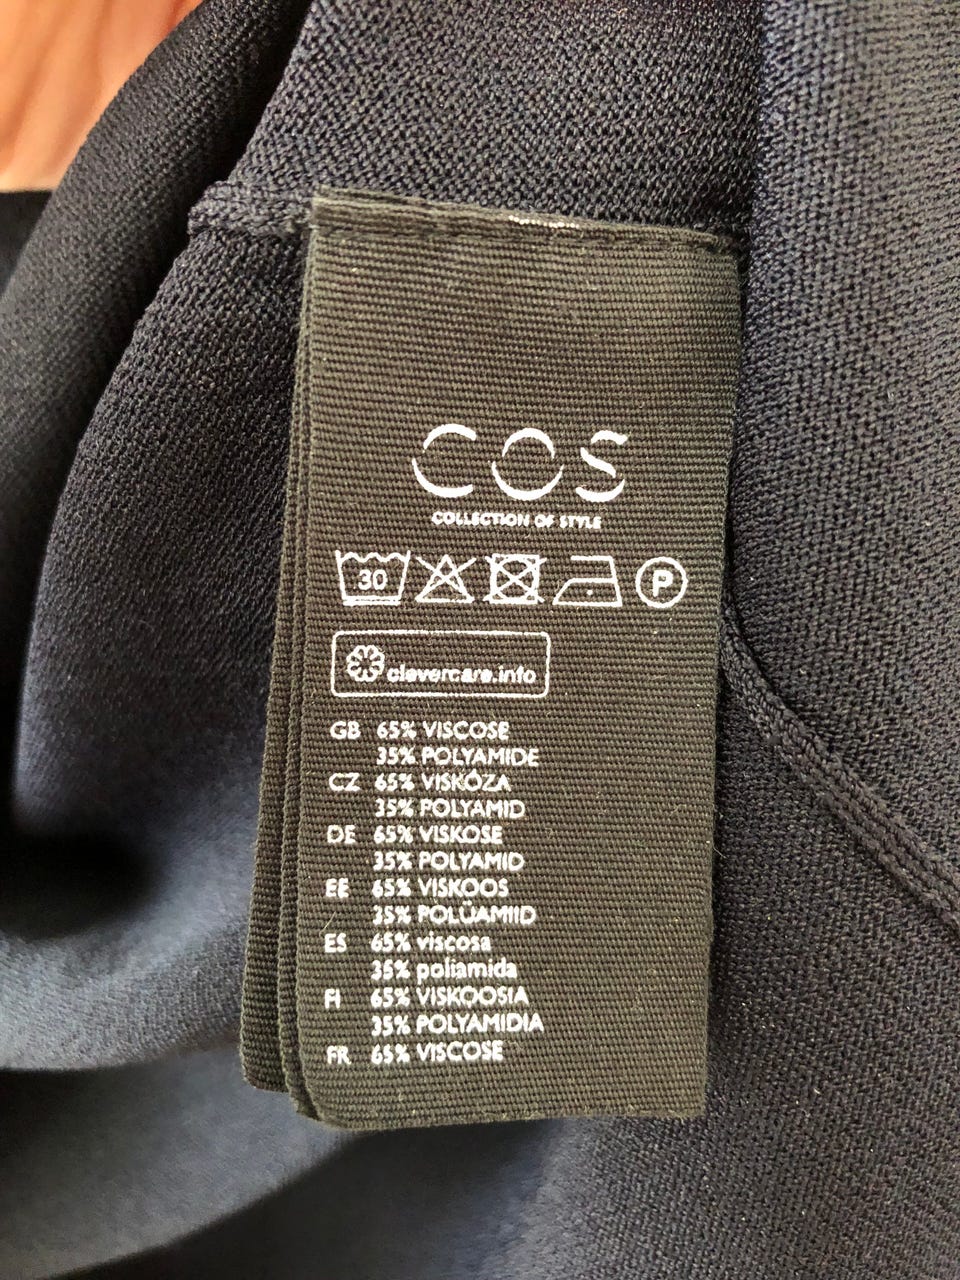 COS
COLLECTION OF STYLE
30 P
clevercare.info
GB 65% VISCOSE
35% POLYAMIDE
CZ 65% VISKÓZA
35% POLYAMID
DE 65% VISKOSE
35% POLYAMID
EE 65% VISKOOS
35% POLÜAMIID
ES 65% viscosa
35% poliamida
FI 65% VISKOOSIA
35% POLYAMIDIA
FR 65% VISCOSE